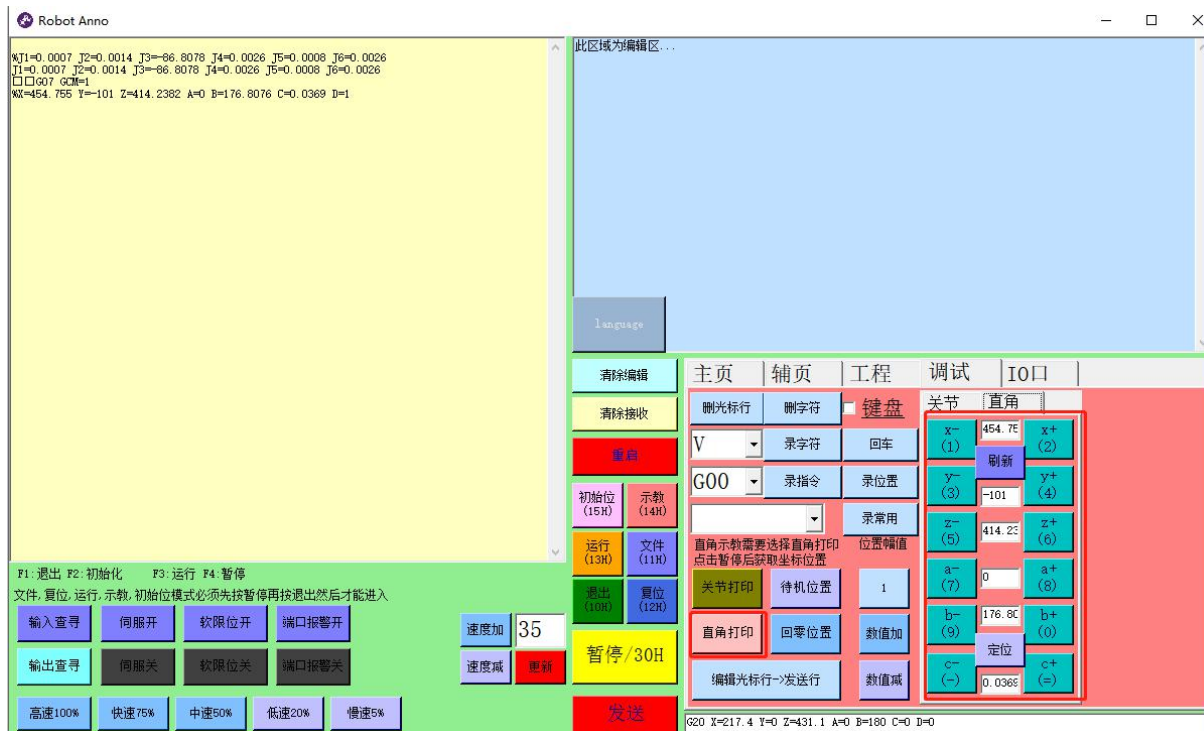 Robot Anno
%J1=0.0007 J2=0.0014 J3=-86.8078 J4=0.0026 J5=0.0008 J6=0.0026
J1=0.0007 J2=0.0014 J3=-86.8078 J4=0.0026 J5=0.0008 J6=0.0026
□□G07 GCM=1
%X=454.755 Y=-101 Z=414.2382 A=0 B=176.8076 C=0.0369 D=1
此区域为编辑区...
language
清除编辑
清除接收
重启
初始位 示教
(15H) (14H)
运行 文件
(13H) (11H)
退出 复位
(10H) (12H)
暂停/30H
发送
F1:退出 F2:初始化 F3:运行 F4:暂停
文件,复位,运行,示教,初始位模式必须先按暂停再按退出然后才能进入
输入查寻 伺服开 软限位开 端口报警开
速度加 35
输出查寻 伺服关 软限位关 端口报警关
速度减 更新
高速100% 快速75% 中速50% 低速20% 慢速5%
主页 辅页 工程 调试 IO口
删光标行 删字符 键盘
V 录字符 回车
G00 录指令 录位置
录常用
直角示教需要选择直角打印 位置幅值
点击暂停后获取坐标位置
关节打印 待机位置 1
直角打印 回零位置 数值加
编辑光标行->发送行 数值减
关节 直角
x- 454.75 x+
(1) 刷新 (2)
y- y+
(3) -101 (4)
z- 414.23 z+
(5) (6)
a- 0 a+
(7) (8)
b- 176.80 b+
(9) (0)
定位
c- c+
(-) 0.0369 (=)
G20 X=217.4 Y=0 Z=431.1 A=0 B=180 C=0 D=0